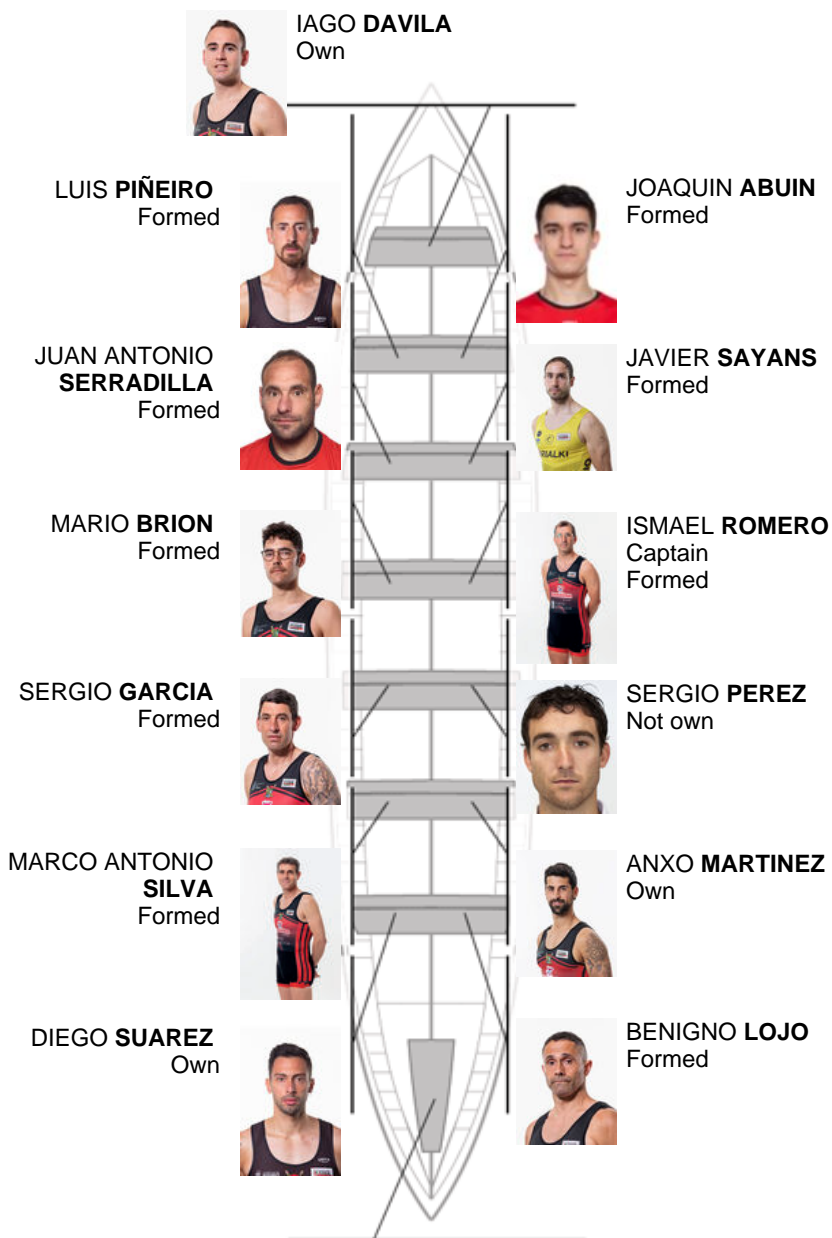 IAGO DAVILA
Own
LUIS PIÑEIRO
Formed
JOAQUIN ABUIN
Formed
JUAN ANTONIO
SERRADILLA
Formed
JAVIER SAYANS
Formed
MARIO BRION
Formed
ISMAEL ROMERO
Captain
Formed
SERGIO GARCIA
Formed
SERGIO PEREZ
Not own
MARCO ANTONIO
SILVA
Formed
ANXO MARTINEZ
Own
DIEGO SUAREZ
Own
BENIGNO LOJO
Formed